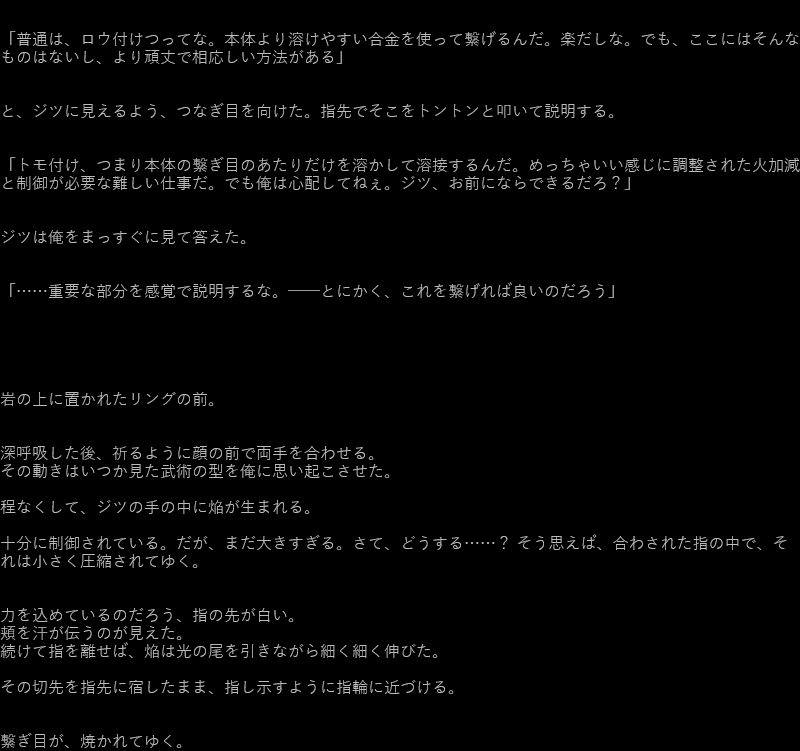 「普通は、ロウ付けつってな。本体より溶けやすい合金を使って繋げるんだ。楽だしな。でも、ここにはそんな
ものはないし、より頑丈で相応しい方法がある」
と、ジツに見えるよう、つなぎ目を向けた。指先でそこをトントンと叩いて説明する。
「トモ付け、つまり本体の繋ぎ目のあたりだけを溶かして溶接するんだ。めっちゃいい感じに調整された火加減
と制御が必要な難しい仕事だ。でも俺は心配してねぇ。ジツ、お前にならできるだろ？」
ジツは俺をまっすぐに見て答えた。
「……重要な部分を感覚で説明するな。──とにかく、これを繋げれば良いのだろう」
岩の上に置かれたリングの前。
深呼吸した後、祈るように顔の前で両手を合わせる。
その動きはいつか見た武術の型を俺に思い起こさせた。
程なくして、ジツの手の中に焔が生まれる。
十分に制御されている。だが、まだ大きすぎる。さて、どうする……？ そう思えば、合わされた指の中で、そ
れは小さく圧縮されてゆく。
力を込めているのだろう、指の先が白い。
頬を汗が伝うのが見えた。
続けて指を離せば、焔は光の尾を引きながら細く細く伸びた。
その切先を指先に宿したまま、指し示すように指輪に近づける。
繋ぎ目が、焼かれてゆく。